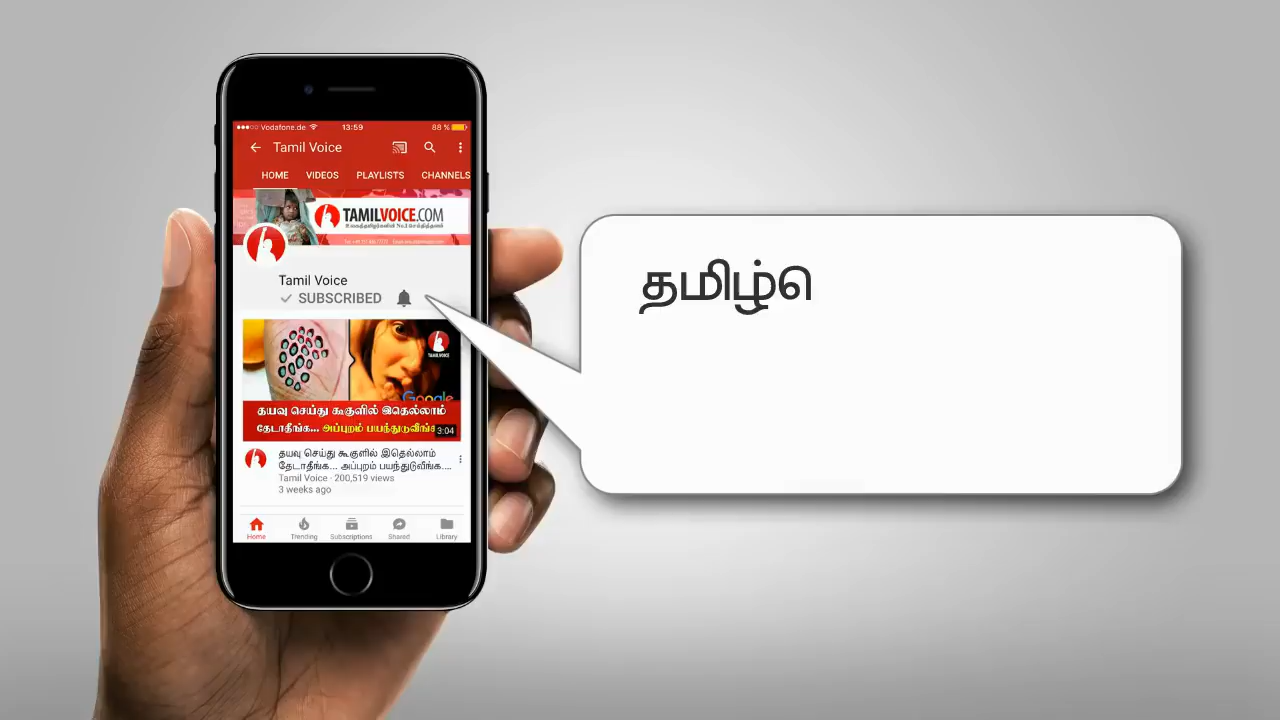 Vodafone.de 13:59 88 %
Tamil Voice
HOME VIDEOS PLAYLISTS CHANNELS
TAMILVOICE.COM
Tamil Voice
SUBSCRIBED
TAMILVOICE
Google
தயவு செய்து கூகுளில் இதெல்லாம்
தேடாதீங்க... அப்புறம் பயந்துடுவீங்க
3:04
தயவு செய்து கூகுளில் இதெல்லாம்
தேடாதீங்க... அப்புறம் பயந்துடுவீங்க....
Tamil Voice · 200,519 views
3 weeks ago
Home Trending Subscriptions Shared Library
தமிழ்ெ